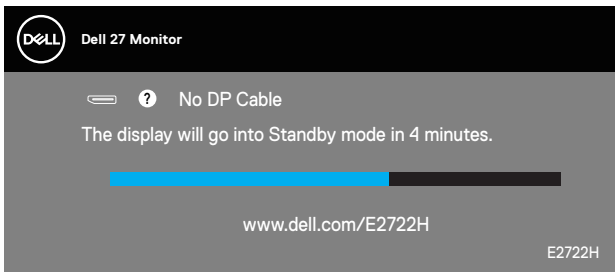 DELL
Dell 27 Monitor
? No DP Cable
The display will go into Standby mode in 4 minutes.
www.dell.com/E2722H
E2722H